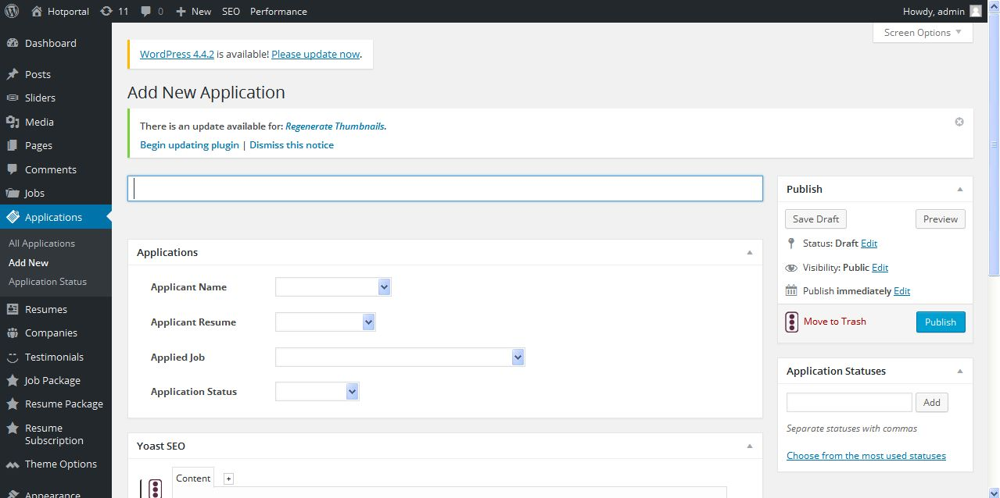 Hotportal 11 0 + New SEO Performance Howdy, admin
Screen Options
Dashboard
Posts
Sliders
Media
Pages
Comments
Jobs
Applications
All Applications
Add New
Application Status
Resumes
Companies
Testimonials
Job Package
Resume Package
Resume
Subscription
Theme Options
Appearance
WordPress 4.4.2 is available! Please update now.
Add New Application
There is an update available for: Regenerate Thumbnails.
Begin updating plugin | Dismiss this notice
Applications
Applicant Name
Applicant Resume
Applied Job
Application Status
Yoast SEO
Content +
Publish
Save Draft Preview
Status: Draft Edit
Visibility: Public Edit
Publish immediately Edit
Move to Trash Publish
Application Statuses
Add
Separate statuses with commas
Choose from the most used statuses